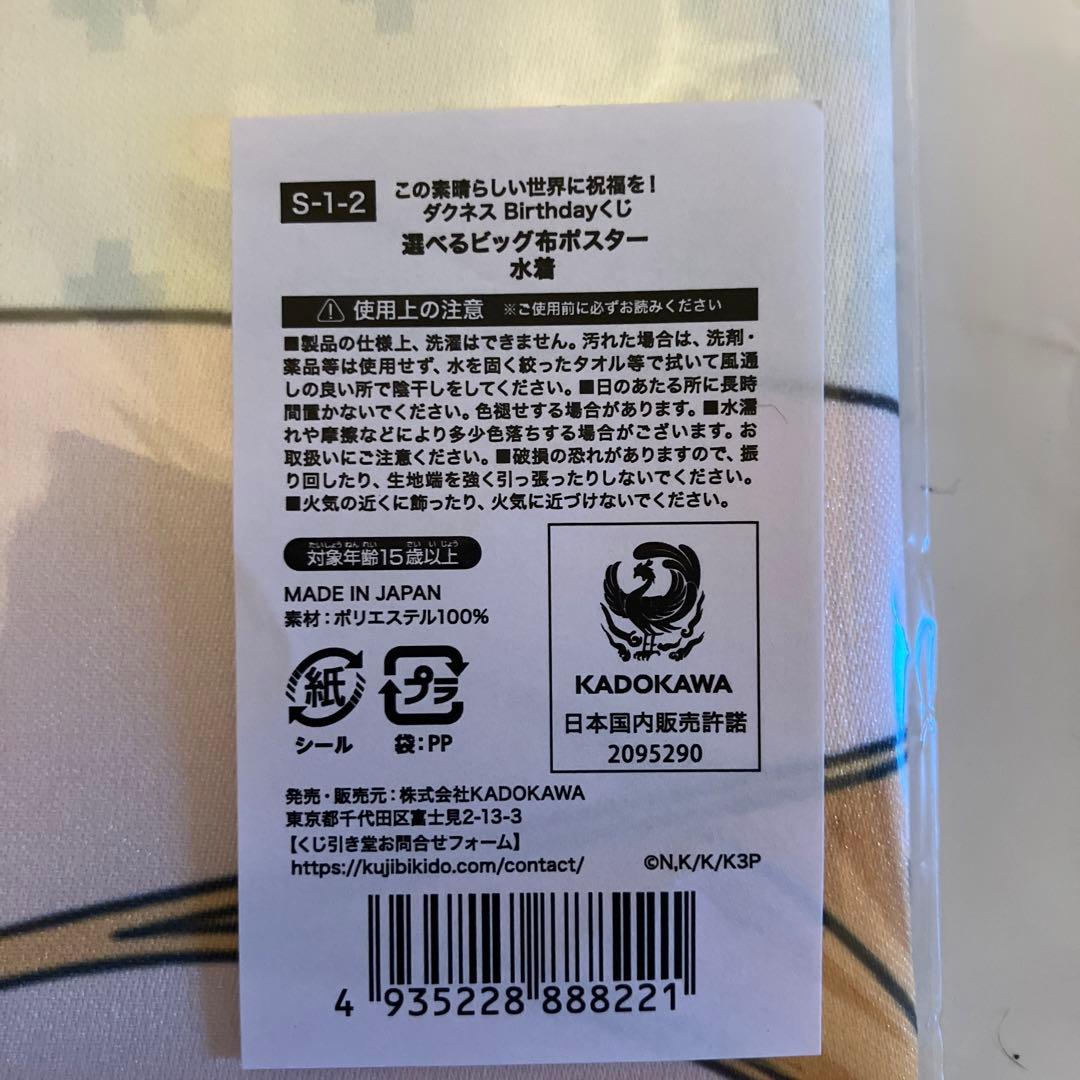 S-1-2
この素晴らしい世界に祝福を!
ダクネス Birthdayくじ
選べるビッグ布ポスター
水着
使用上の注意 ※ご使用前に必ずお読みください
■製品の仕様上、洗濯はできません。汚れた場合は、洗剤・
薬品等は使用せず、水を固く絞ったタオル等で拭いて風通
しの良い所で陰干しをしてください。■日のあたる所に長時
間置かないでください。色褪せする場合があります。■水濡
れや摩擦などにより多少色落ちする場合がございます。お
取扱いにご注意ください。■破損の恐れがありますので、振
り回したり、生地端を強く引っ張ったりしないでください。
■火気の近くに飾ったり、火気に近づけないでください。
たいしょうねんれい さい いじょう
対象年齢15歳以上
MADE IN JAPAN
素材:ポリエステル100%
紙
シール
プラ
袋:PP
KADOKAWA
日本国内販売許諾
2095290
発売・販売元:株式会社KADOKAWA
東京都千代田区富士見2-13-3
【くじ引き堂お問合せフォーム】
https://kujibikido.com/contact/ ©N,K/K/K3P
4 935228 888221